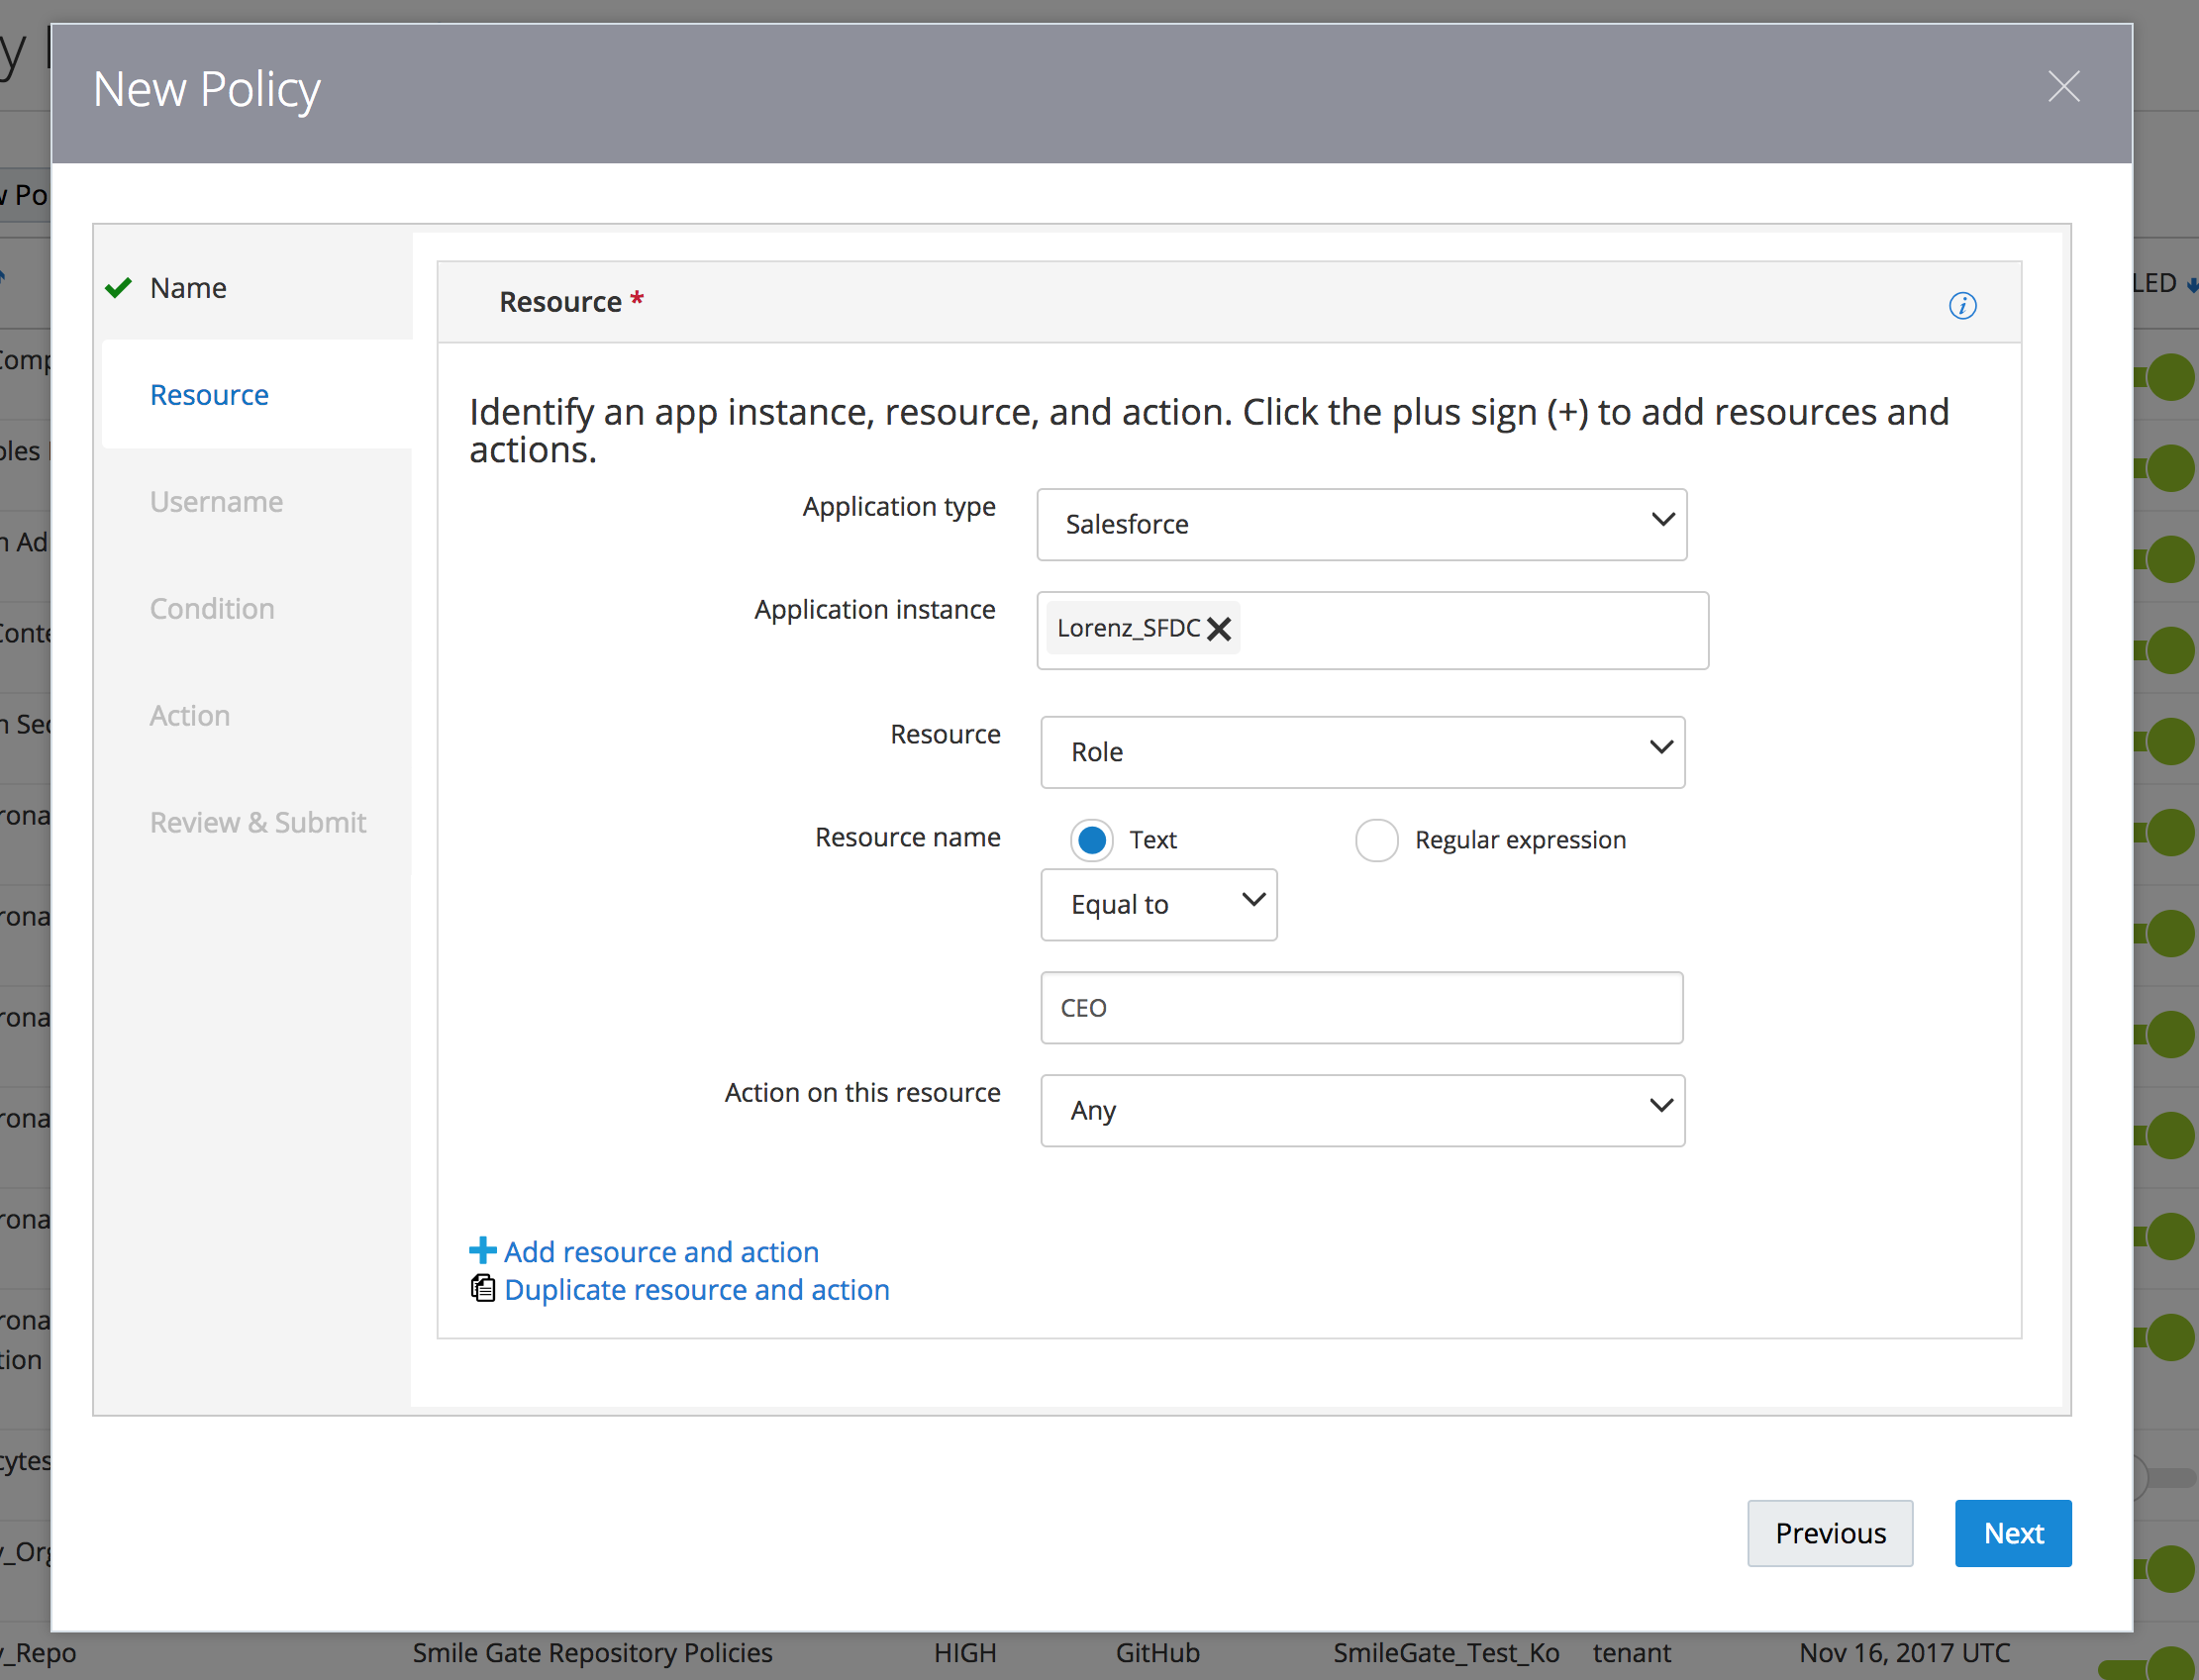 New Policy
Name
Resource
Username
Condition
Action
Review & Submit
Resource *
Identify an app instance, resource, and action. Click the plus sign (+) to add resources and
actions.
Application type
Salesforce
Application instance
Lorenz_SFDC
Resource
Role
Resource name
Text
Regular expression
Equal to
CEO
Action on this resource
Any
Add resource and action
Duplicate resource and action
Previous
Next
_Repo Smile Gate Repository Policies HIGH GitHub SmileGate_Test_Ko tenant Nov 16, 2017 UTC